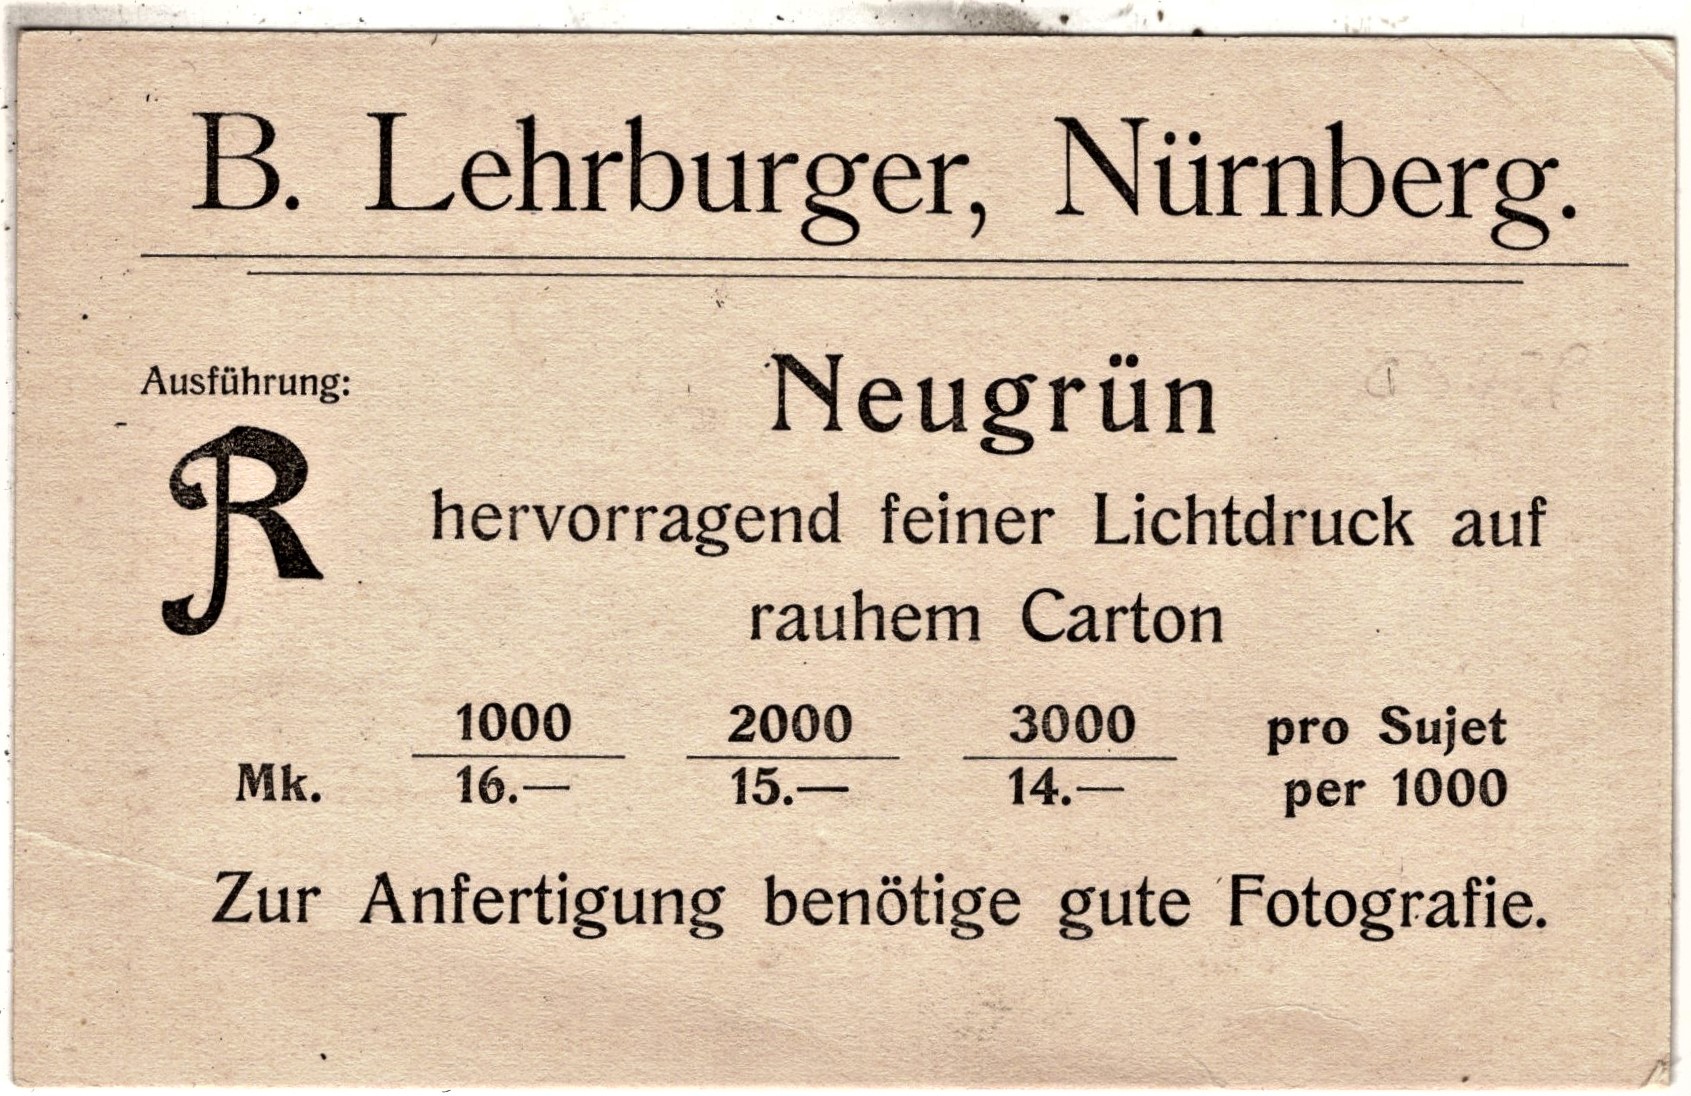 B. Lehrburger, Nürnberg.
Ausführung:
R
Neugrün
hervorragend feiner Lichtdruck auf
rauhem Carton
1000 2000 3000 pro Sujet
Mk. 16.— 15.— 14.— per 1000
Zur Anfertigung benötige gute Fotografie.